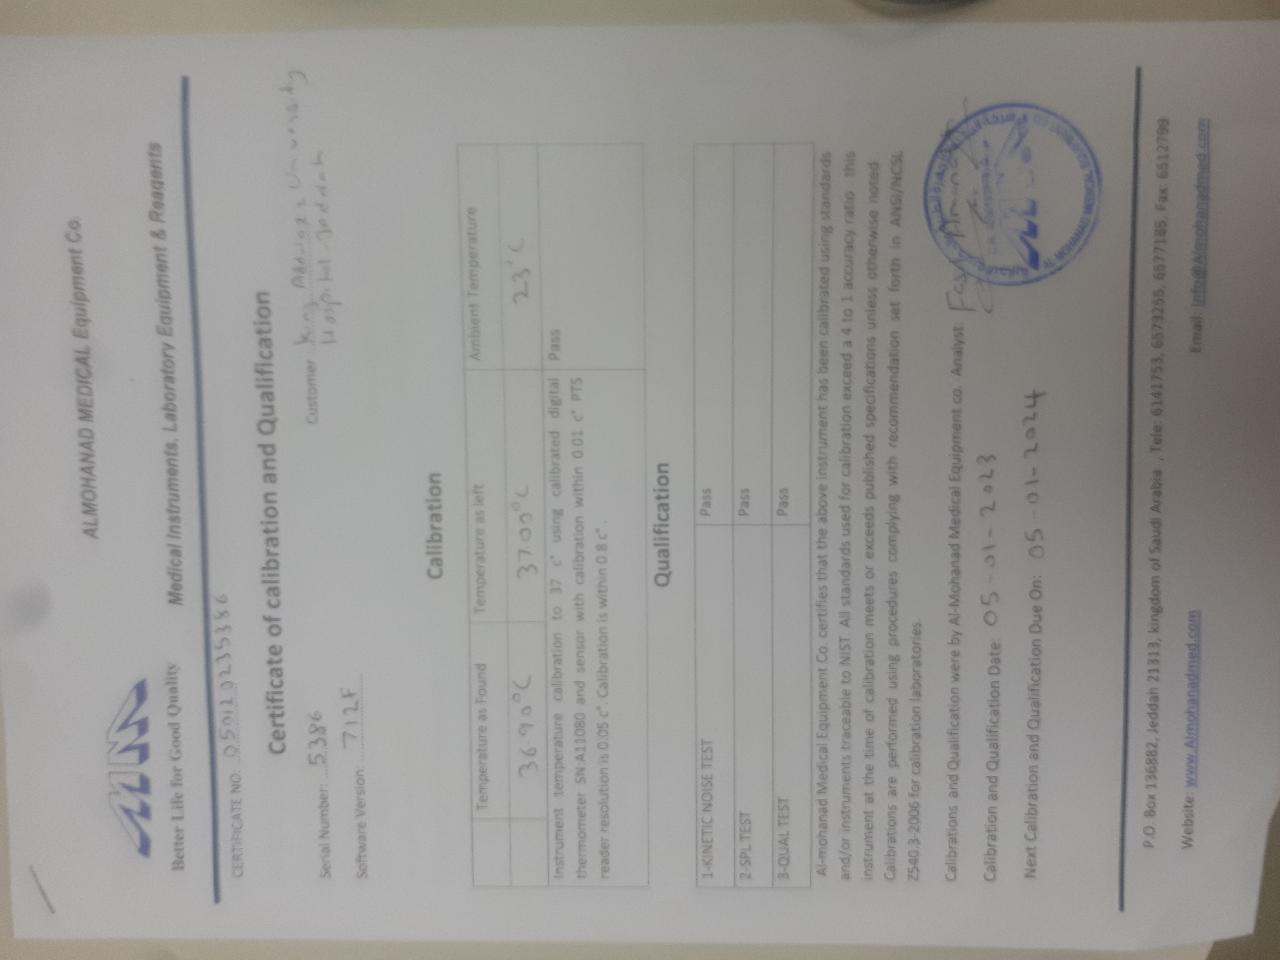 ALMOHANAD MEDICAL Equipment Co.
Better Life for Good Quality Medical Instruments, Laboratory Equipment & Reagents
CERTIFICATE NO: 050120235386
Certificate of calibration and Qualification
Serial Number: 5386 Customer King Abdulaziz University
Hospital-Jeddah
Software Version: 712F
Calibration
Temperature as Found Temperature as left Ambient Temperature
36.90°C 37.00°C 23°C
Instrument temperature calibration to 37 c° using calibrated digital Pass
thermometer SN:A11080 and sensor with calibration within 0.01 c° PTS
reader resolution is 0.05 c°. Calibration is within 0.8 c°.
Qualification
1-KINETIC NOISE TEST Pass
2-SPL TEST Pass
3-QUAL TEST Pass
Al-mohanad Medical Equipment Co. certifies that the above instrument has been calibrated using standards
and/or instruments traceable to NIST. All standards used for calibration exceed a 4 to 1 accuracy ratio this
instrument at the time of calibration meets or exceeds published specifications unless otherwise noted
Calibrations are performed using procedures complying with recommendation set forth in ANSI/NCSL
Z540.3-2006 for calibration laboratories.
Calibrations and Qualification were by Al-Mohanad Medical Equipment co. Analyst:
Calibration and Qualification Date: 05-01-2023
Next Calibration and Qualification Due On: 05-01-2024
AL MOHANAD MEDICAL EQUIPMENT CO
P.O. Box 136882, Jeddah 21313, kingdom of Saudi Arabia , Tele: 6141753, 6573255, 6577185, Fax: 6512799
Website: www.Almohanadmed.com Email: Info@Almohanadmed.com